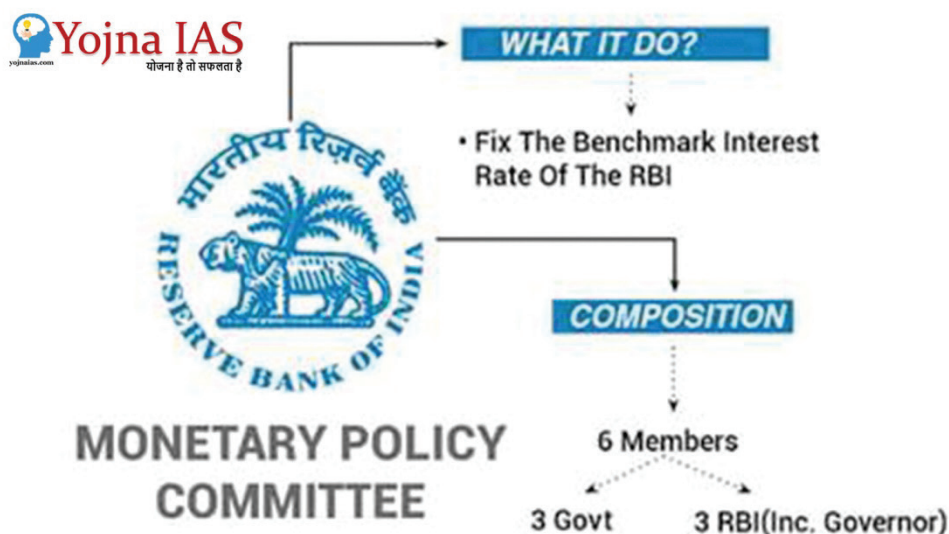 Yojna IAS
yojnaias.com
योजना है तो सफलता है
WHAT IT DO?
• Fix The Benchmark Interest
Rate Of The RBI
भारतीय रिज़र्व बैंक
RESERVE BANK OF INDIA
COMPOSITION
MONETARY POLICY
COMMITTEE
6 Members
3 Govt
3 RBI(Inc. Governor)